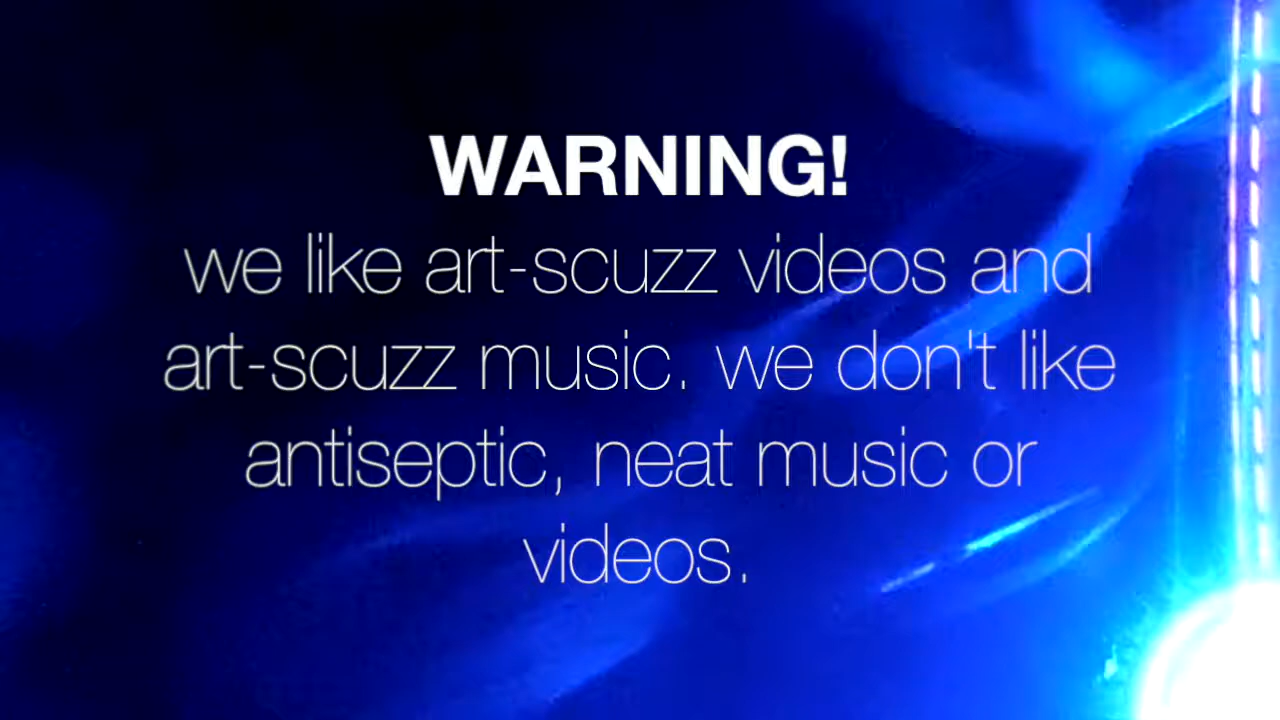 WARNING!
we like art-scuzz videos and
art-scuzz music. we don't like
antiseptic, neat music or
videos.